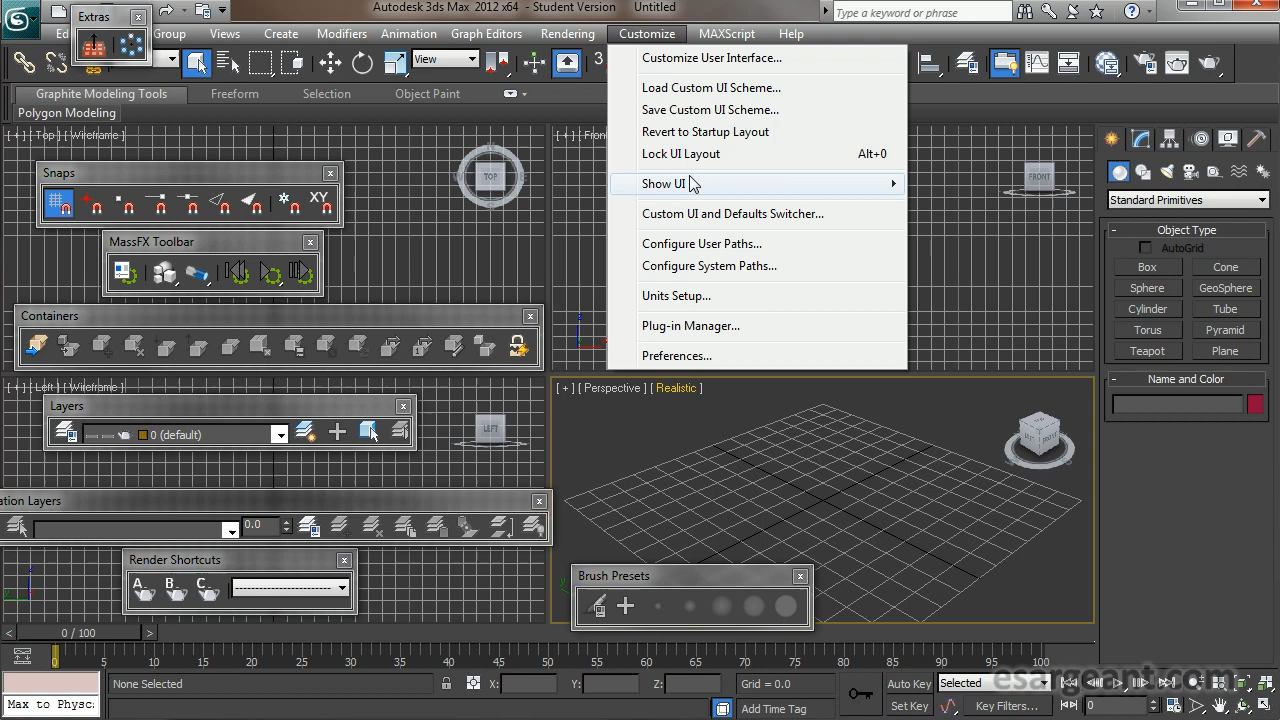 Extras
Autodesk 3ds Max 2012 x64 - Student Version    Untitled
Type a keyword or phrase
Ed
Group
Views
Create
Modifiers
Animation
Graph Editors
Rendering
Customize
MAXScript
Help
View
3
Graphite Modeling Tools
Freeform
Selection
Object Paint
Polygon Modeling
Customize User Interface...
Load Custom UI Scheme...
Save Custom UI Scheme...
Revert to Startup Layout
Lock UI Layout    Alt+0
Show UI
Custom UI and Defaults Switcher...
Configure User Paths...
Configure System Paths...
Units Setup...
Plug-in Manager...
Preferences...
[ + ] [ Top ] [ Wireframe ]
TOP
[ + ] [ Front
FRONT
Snaps
XY
MassFX Toolbar
Containers
[ + ] [ Left ] [ Wireframe ]
LEFT
Layers
0 (default)
ation Layers
0.0
Render Shortcuts
A
B
C
[ + ] [ Perspective ] [ Realistic ]
Brush Presets
Standard Primitives
- Object Type
AutoGrid
Box
Cone
Sphere
GeoSphere
Cylinder
Tube
Torus
Pyramid
Teapot
Plane
- Name and Color
< 0 / 100 >
0 5 10 15 20 25 30 35 40 45 50 55 60 65 70 75 80 85 90 95 100
esargeant.com
None Selected
X:
Y:
Z:
Grid = 0.0
Auto Key
Selected
Max to Physc
Add Time Tag
Set Key
Key Filters...
0